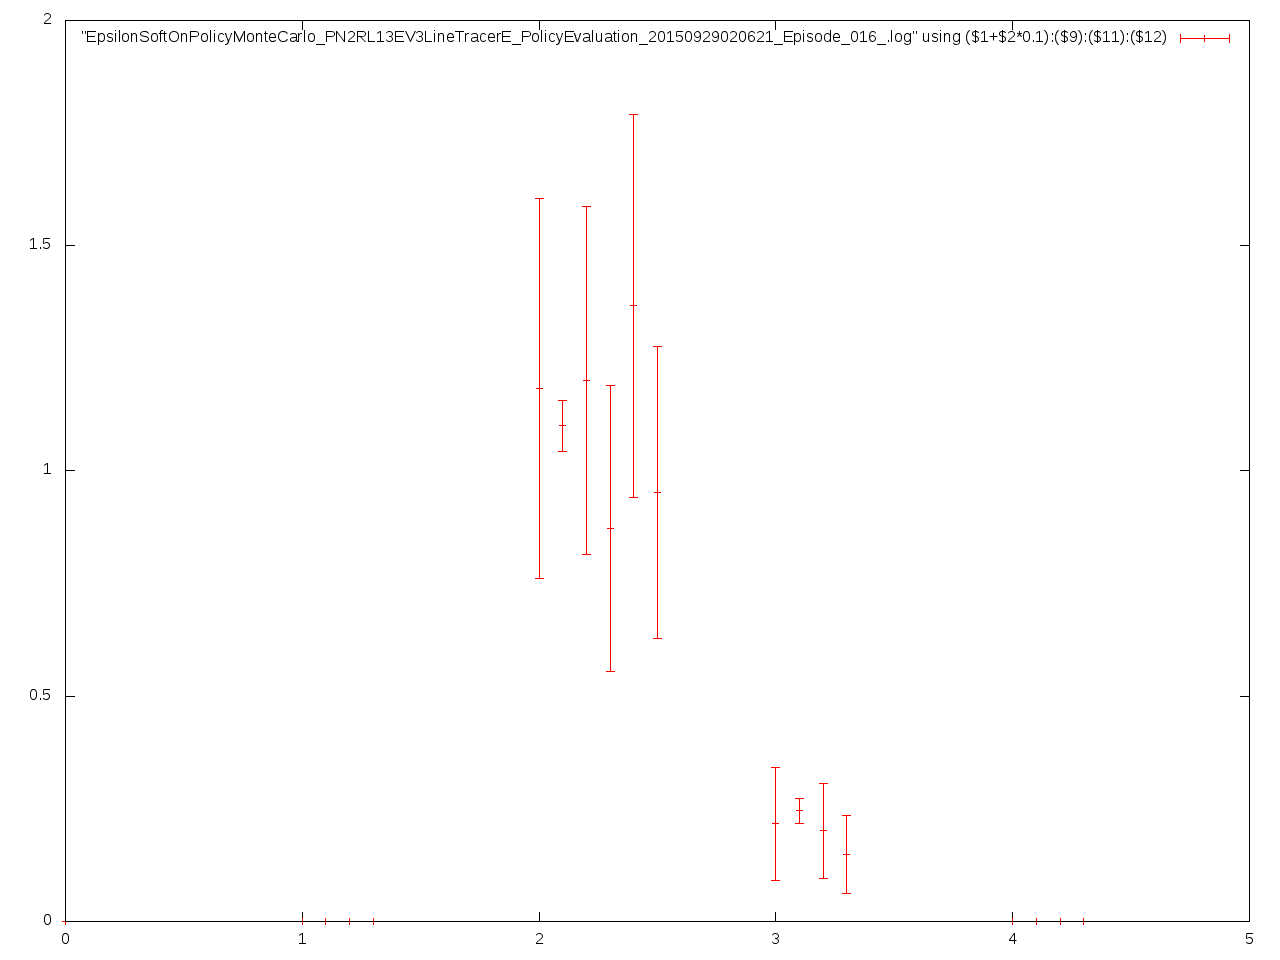 2
"EpsilonSoftOnPolicyMonteCarlo_PN2RL13EV3LineTracerE_PolicyEvaluation_20150929020621_Episode_016_.log" using ($1+$2*0.1):($9):($11):($12)
1.5
1
0.5
0
0 1 2 3 4 5